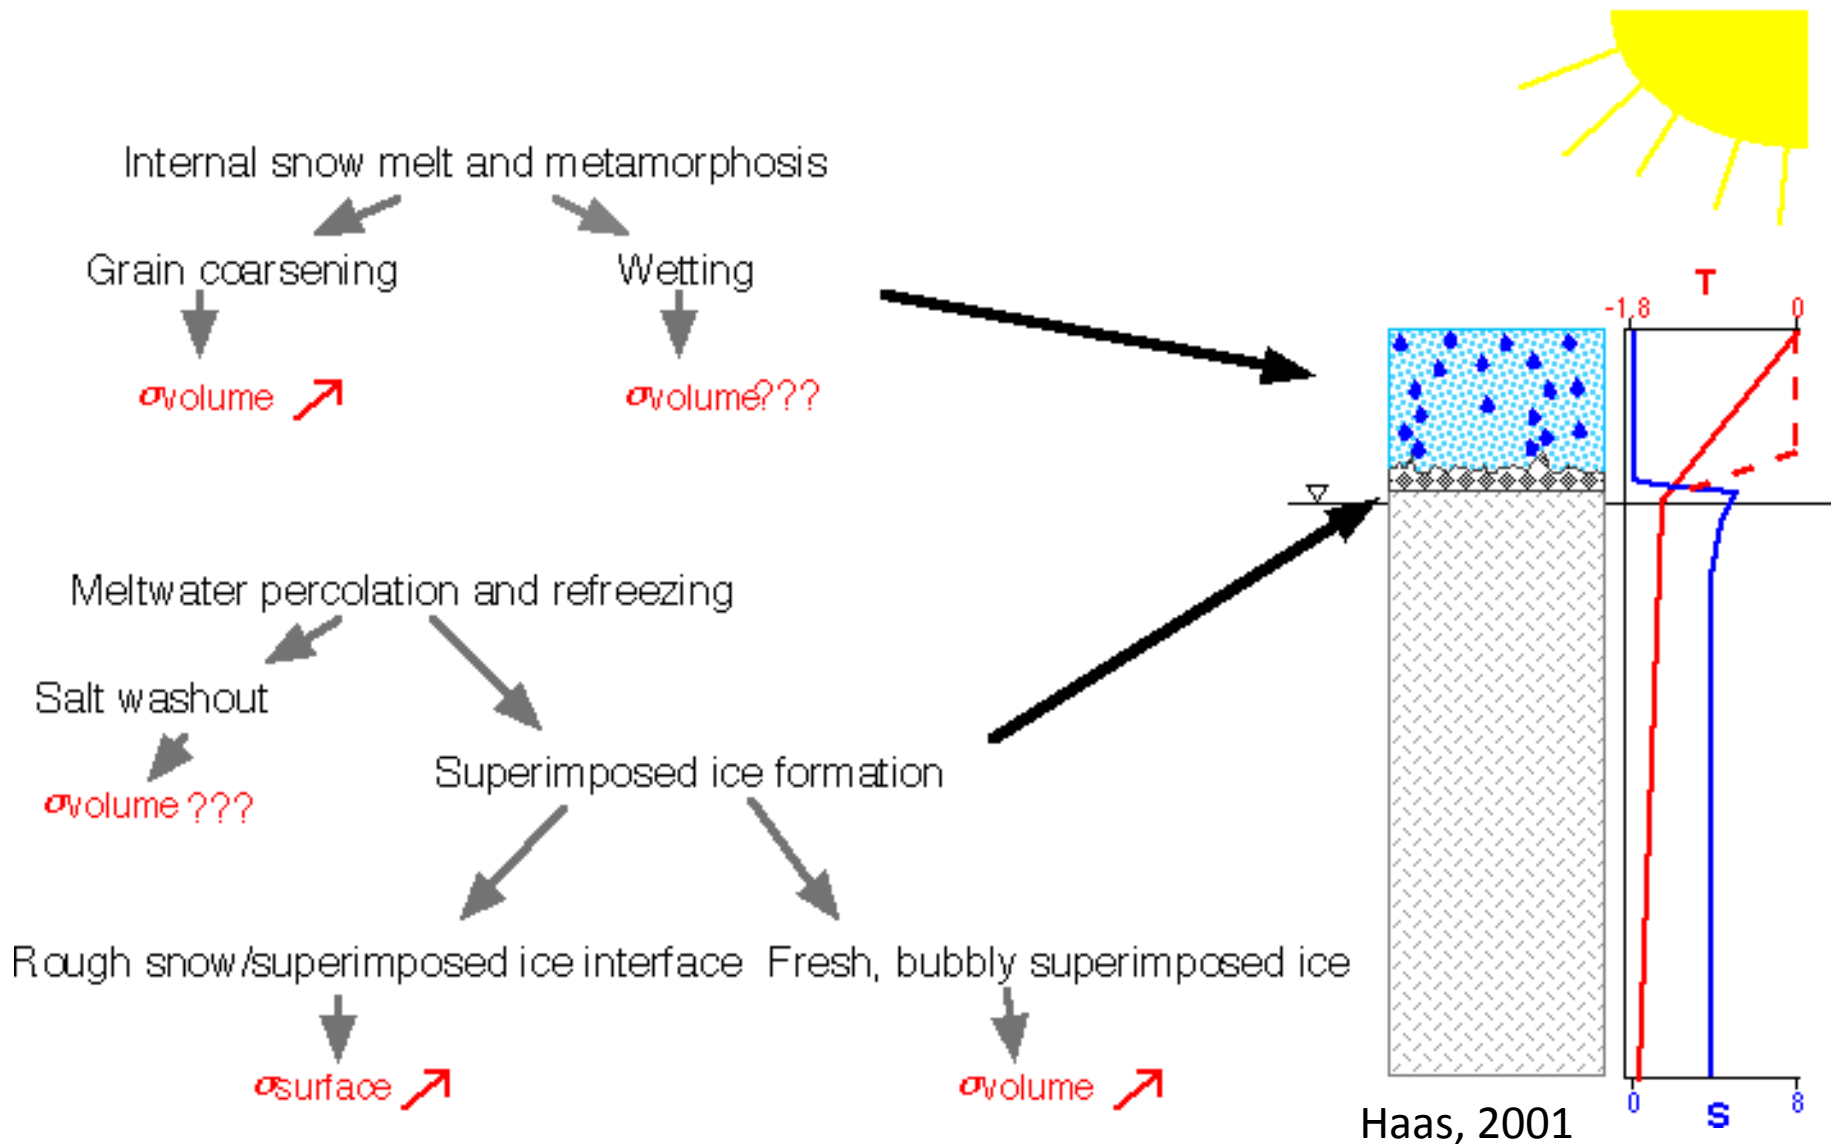 Internal snow melt and metamorphosis
Grain coarsening
Wetting
σvolume
σvolume???
Meltwater percolation and refreezing
Salt washout
σvolume ???
Superimposed ice formation
Rough snow/superimposed ice interface
Fresh, bubbly superimposed ice
σsurface
σvolume
T
-1,8
0
0
8
S
Haas, 2001